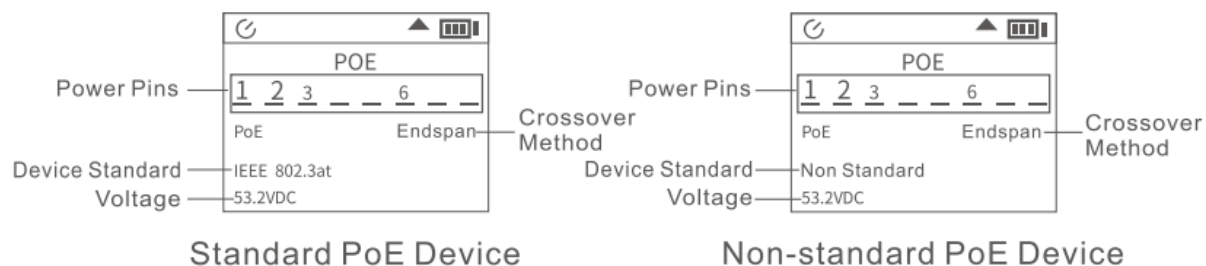 POE
Power Pins
1 2 3 6
PoE
Endspan
Crossover
Method
Device Standard
IEEE 802.3at
Voltage
53.2VDC
Standard PoE Device
POE
Power Pins
1 2 3 6
PoE
Endspan
Crossover
Method
Device Standard
Non Standard
Voltage
53.2VDC
Non-standard PoE Device